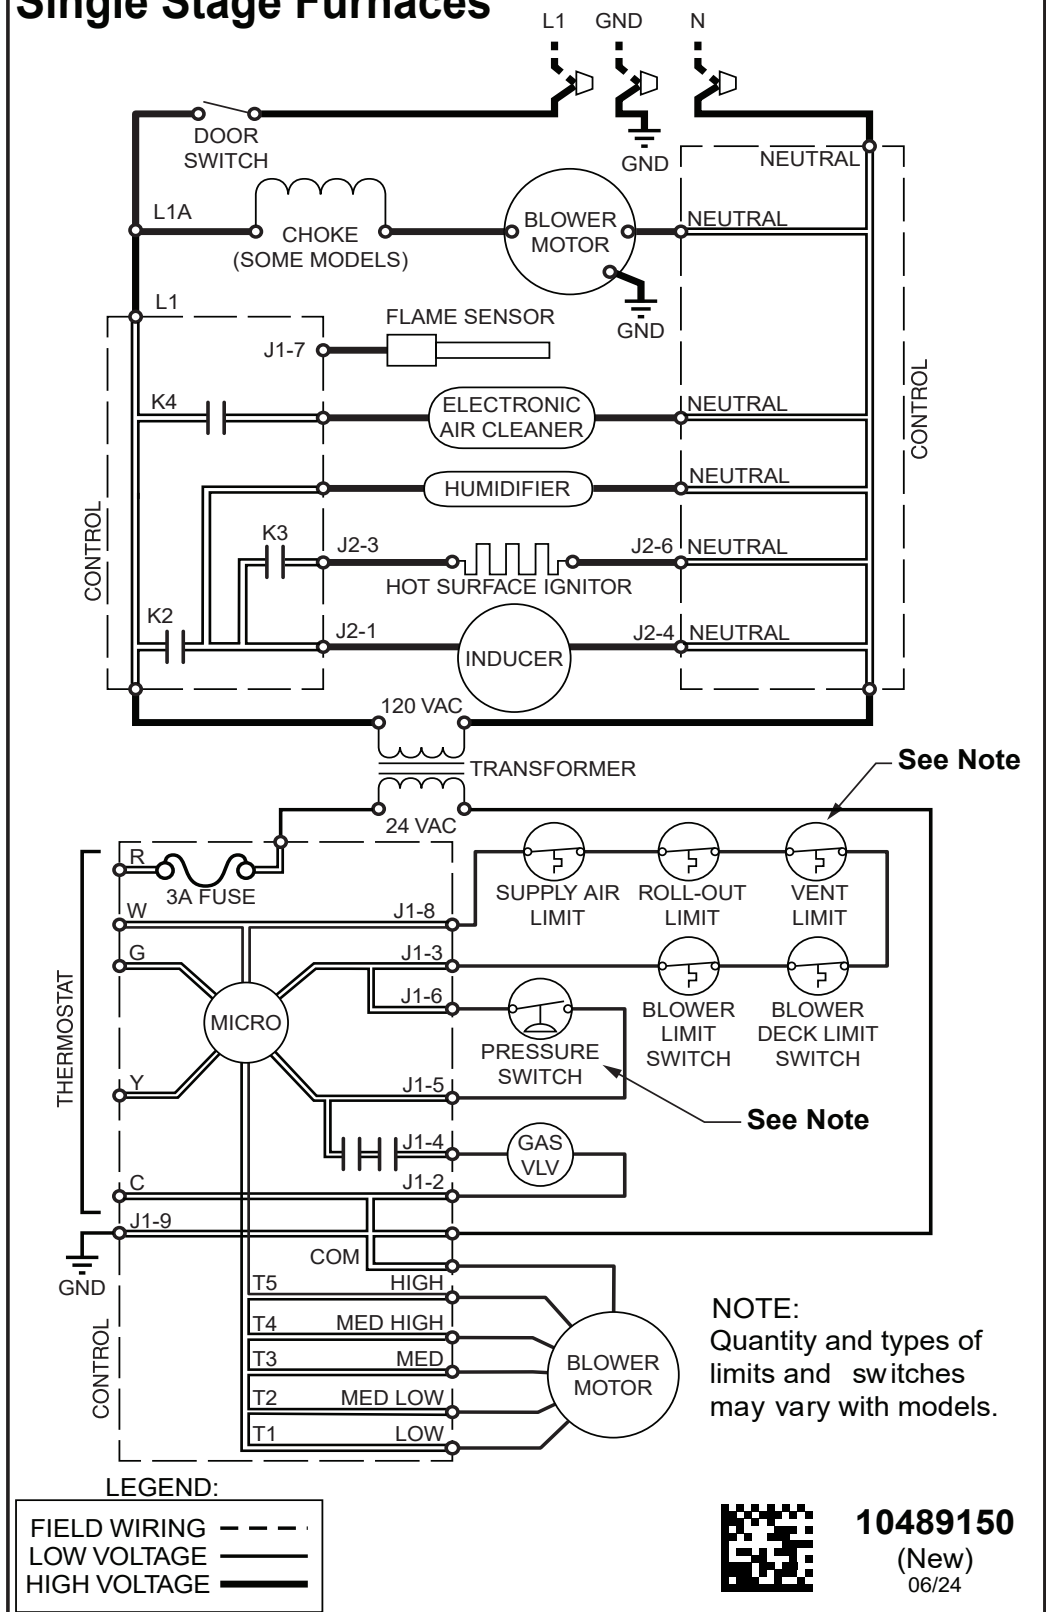 Single Stage Furnaces
L1
GND
N
DOOR
SWITCH
GND
NEUTRAL
L1A
CHOKE
(SOME MODELS)
BLOWER
MOTOR
NEUTRAL
GND
L1
FLAME SENSOR
J1-7
CONTROL
K4
ELECTRONIC
AIR CLEANER
NEUTRAL
HUMIDIFIER
NEUTRAL
CONTROL
K3
J2-3
HOT SURFACE IGNITOR
J2-6
NEUTRAL
K2
J2-1
INDUCER
J2-4
NEUTRAL
120 VAC
TRANSFORMER
24 VAC
See Note
R
3A FUSE
SUPPLY AIR
LIMIT
ROLL-OUT
LIMIT
VENT
LIMIT
W
J1-8
G
J1-3
J1-6
THERMOSTAT
MICRO
PRESSURE
SWITCH
BLOWER
LIMIT
SWITCH
BLOWER
DECK LIMIT
SWITCH
Y
J1-5
See Note
J1-4
GAS
VLV
C
J1-2
J1-9
GND
COM
CONTROL
T5
HIGH
T4
MED HIGH
T3
MED
T2
MED LOW
T1
LOW
BLOWER
MOTOR
NOTE:
Quantity and types of
limits and switches
may vary with models.
LEGEND:
FIELD WIRING
LOW VOLTAGE
HIGH VOLTAGE
10489150
(New)
06/24